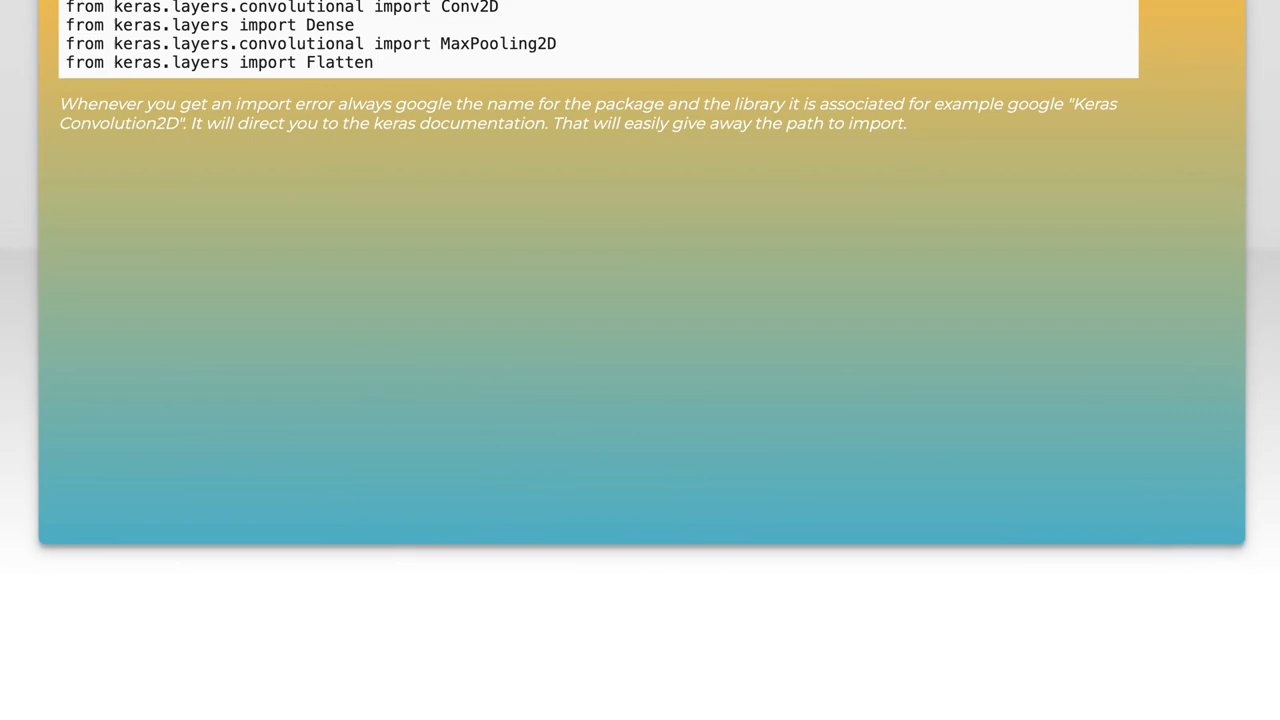 from keras.layers.convolutional import Conv2D
from keras.layers import Dense
from keras.layers.convolutional import MaxPooling2D
from keras.layers import Flatten
Whenever you get an import error always google the name for the package and the library it is associated for example google "Keras
Convolution2D". It will direct you to the keras documentation. That will easily give away the path to import.